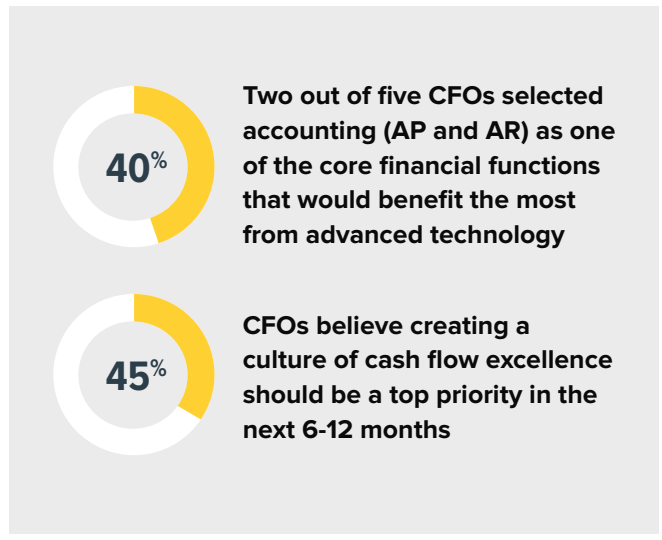 40%
Two out of five CFOs selected
accounting (AP and AR) as one
of the core financial functions
that would benefit the most
from advanced technology
45%
CFOs believe creating a
culture of cash flow excellence
should be a top priority in the
next 6-12 months